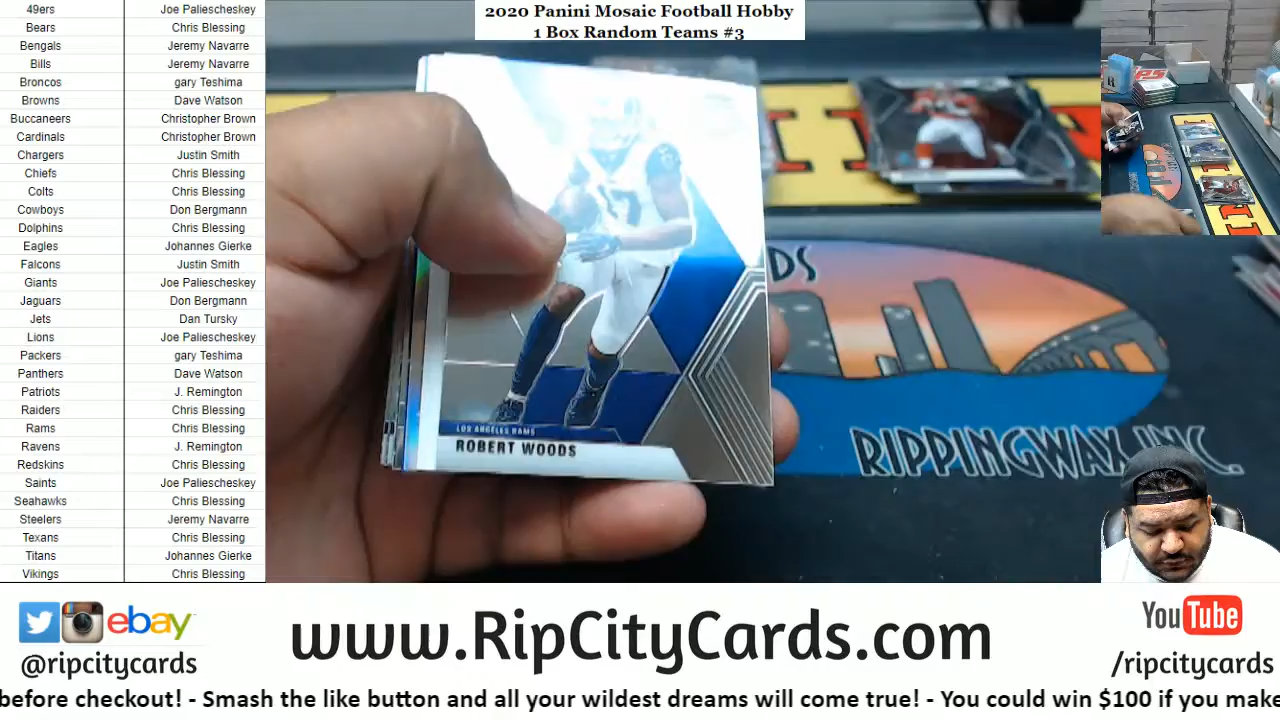 2020 Panini Mosaic Football Hobby
1 Box Random Teams #3
49ers Joe Paliescheskey
Bears Chris Blessing
Bengals Jeremy Navarre
Bills Jeremy Navarre
Broncos gary Teshima
Browns Dave Watson
Buccaneers Christopher Brown
Cardinals Christopher Brown
Chargers Justin Smith
Chiefs Chris Blessing
Colts Chris Blessing
Cowboys Don Bergmann
Dolphins Chris Blessing
Eagles Johannes Gierke
Falcons Justin Smith
Giants Joe Paliescheskey
Jaguars Don Bergmann
Jets Dan Tursky
Lions Joe Paliescheskey
Packers gary Teshima
Panthers Dave Watson
Patriots J. Remington
Raiders Chris Blessing
Rams Chris Blessing
Ravens J. Remington
Redskins Chris Blessing
Saints Joe Paliescheskey
Seahawks Chris Blessing
Steelers Jeremy Navarre
Texans Chris Blessing
Titans Johannes Gierke
Vikings Chris Blessing
17
LOS ANGELES RAMS
ROBERT WOODS
RIPPINGWAX, INC.
ebay
@ripcitycards
www.RipCityCards.com
YouTube
/ripcitycards
before checkout! - Smash the like button and all your wildest dreams will come true! - You could win $100 if you make